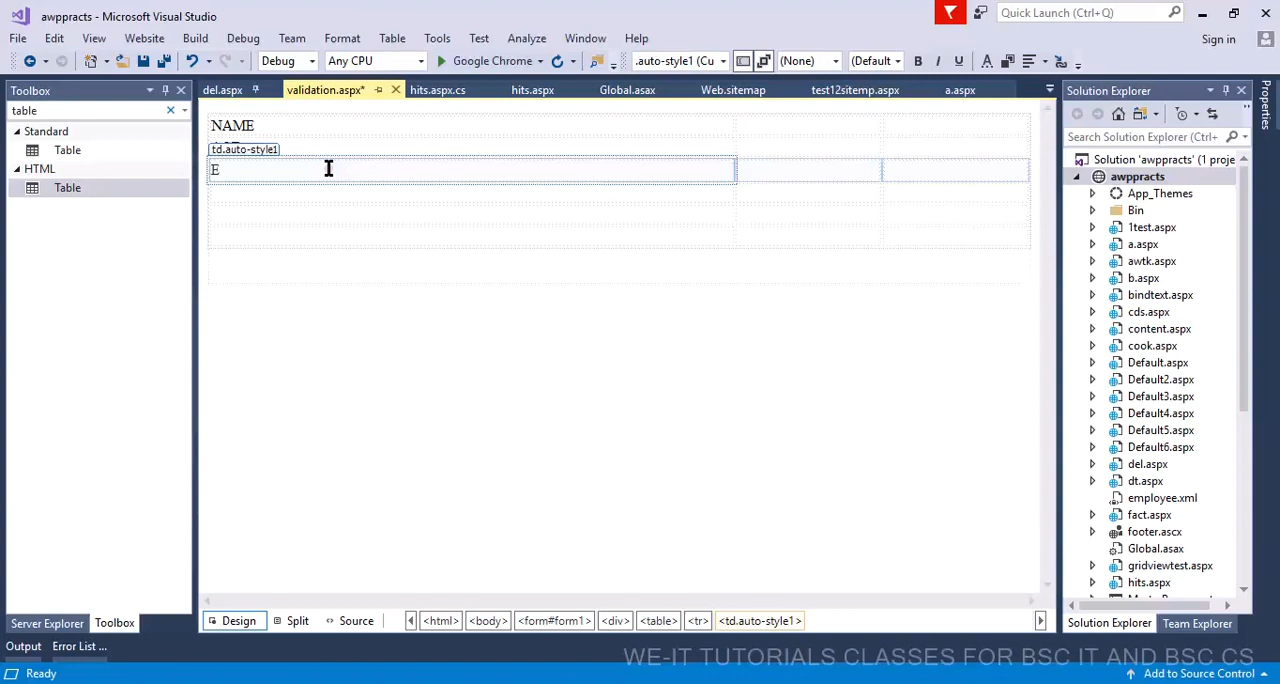 awppracts - Microsoft Visual Studio
Quick Launch (Ctrl+Q)
File Edit View Website Build Debug Team Format Table Tools Test Analyze Window Help
Sign in
Debug Any CPU Google Chrome .auto-style1 (Cu (None) (Default B I U A
Toolbox
del.aspx validation.aspx* hits.aspx.cs hits.aspx Global.asax Web.sitemap test12sitemp.aspx a.aspx
Solution Explorer
Properties
table
Standard
Table
HTML
Table
NAME
td.auto-style1
E
Search Solution Explorer (Ctrl+
Solution 'awppracts' (1 proje
awppracts
App_Themes
Bin
1test.aspx
a.aspx
awtk.aspx
b.aspx
bindtext.aspx
cds.aspx
content.aspx
cook.aspx
Default.aspx
Default2.aspx
Default3.aspx
Default4.aspx
Default5.aspx
Default6.aspx
del.aspx
dt.aspx
employee.xml
fact.aspx
footer.ascx
Global.asax
gridviewtest.aspx
hits.aspx
Server Explorer Toolbox
Design Split Source <html> <body> <form#form1> <div> <table> <tr> <td.auto-style1>
Solution Explorer Team Explorer
Output Error List ...
WE-IT TUTORIALS CLASSES FOR BSC IT AND BSC CS
Ready
Add to Source Control